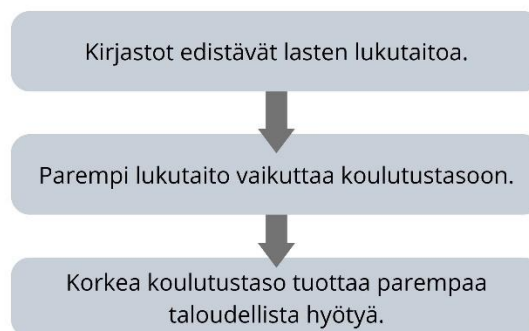 Kirjastot edistävät lasten lukutaitoa.
Parempi lukutaito vaikuttaa koulutustasoon.
Korkea koulutustaso tuottaa parempaa
taloudellista hyötyä.